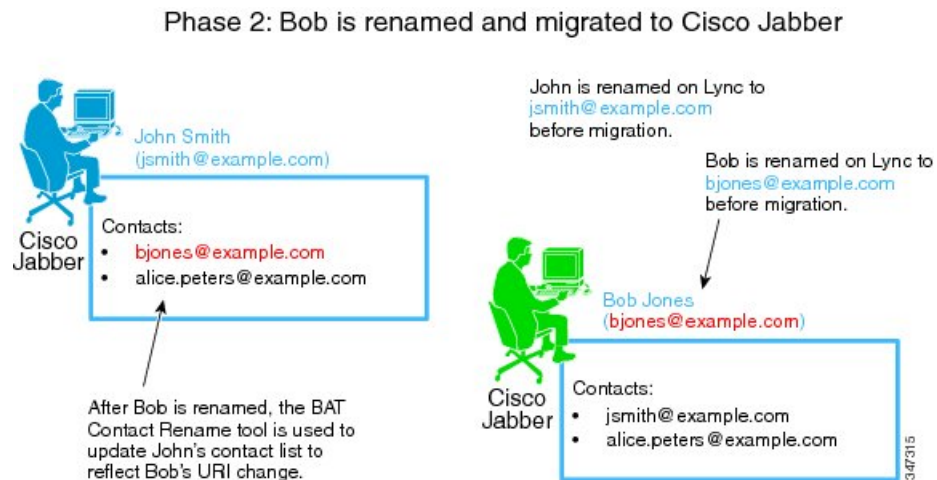 Phase 2: Bob is renamed and migrated to Cisco Jabber
John Smith
(jsmith@example.com)
Cisco
Jabber
Contacts:
• bjones@example.com
• alice.peters@example.com
After Bob is renamed, the BAT
Contact Rename tool is used to
update John's contact list to
reflect Bob's URI change.
John is renamed on Lync to
jsmith@example.com
before migration.
Bob is renamed on Lync to
bjones@example.com
before migration.
Bob Jones
(bjones@example.com)
Cisco
Jabber
Contacts:
• jsmith@example.com
• alice.peters@example.com
347315